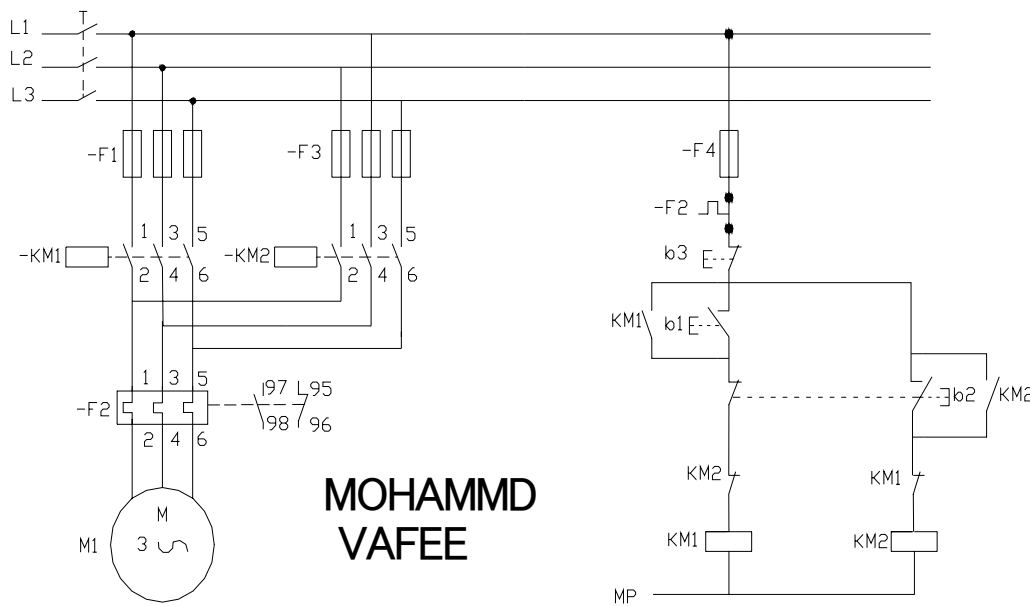 T
L1
L2
L3
-F1
-F3
-F4
-F2
1 3 5
1 3 5
-KM1
-KM2
2 4 6
2 4 6
b3
KM1
b1
1 3 5
97 95
-F2
98 96
2 4 6
b2
KM2
KM2
KM1
MOHAMMD
VAFEE
M
M1
3
KM1
KM2
MP